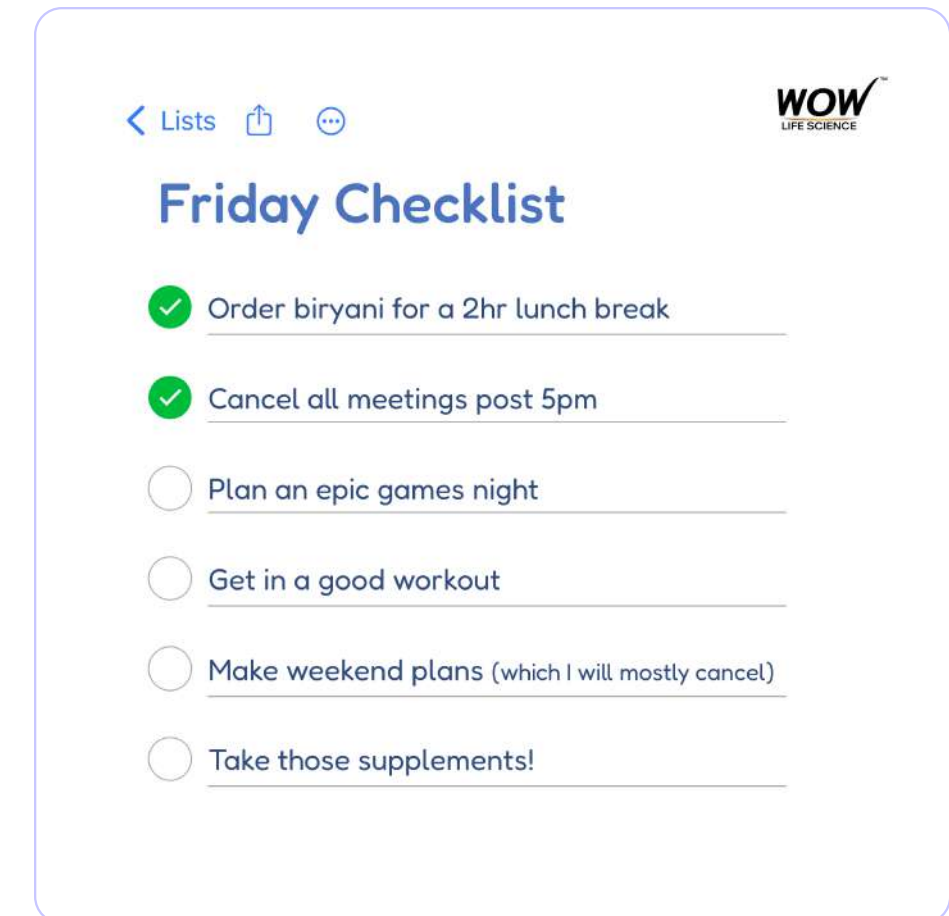 Lists
WOW™
LIFE SCIENCE
Friday Checklist
Order biryani for a 2hr lunch break
Cancel all meetings post 5pm
Plan an epic games night
Get in a good workout
Make weekend plans (which I will mostly cancel)
Take those supplements!